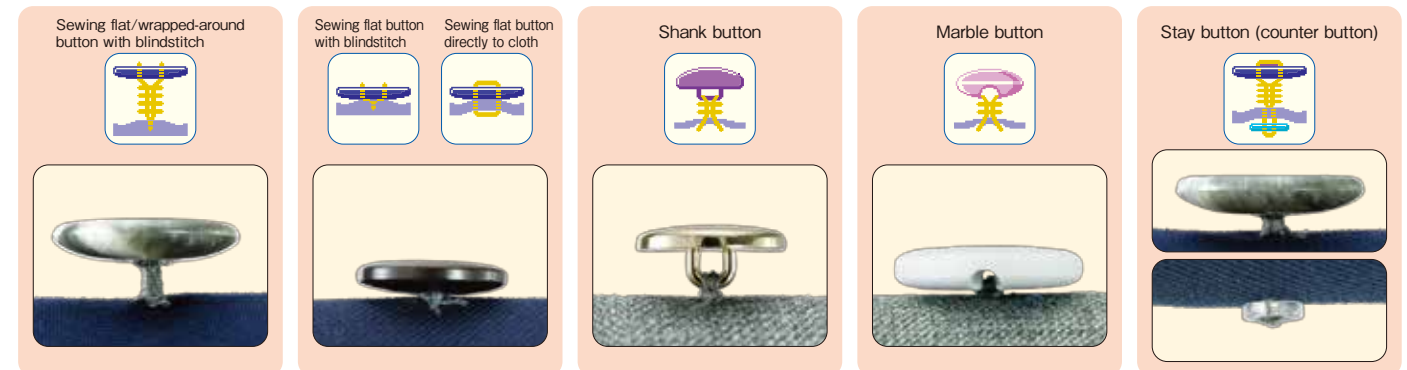 Sewing flat/wrapped-around
button with blindstitch
Sewing flat button
with blindstitch
Sewing flat button
directly to cloth
Shank button
Marble button
Stay button (counter button)